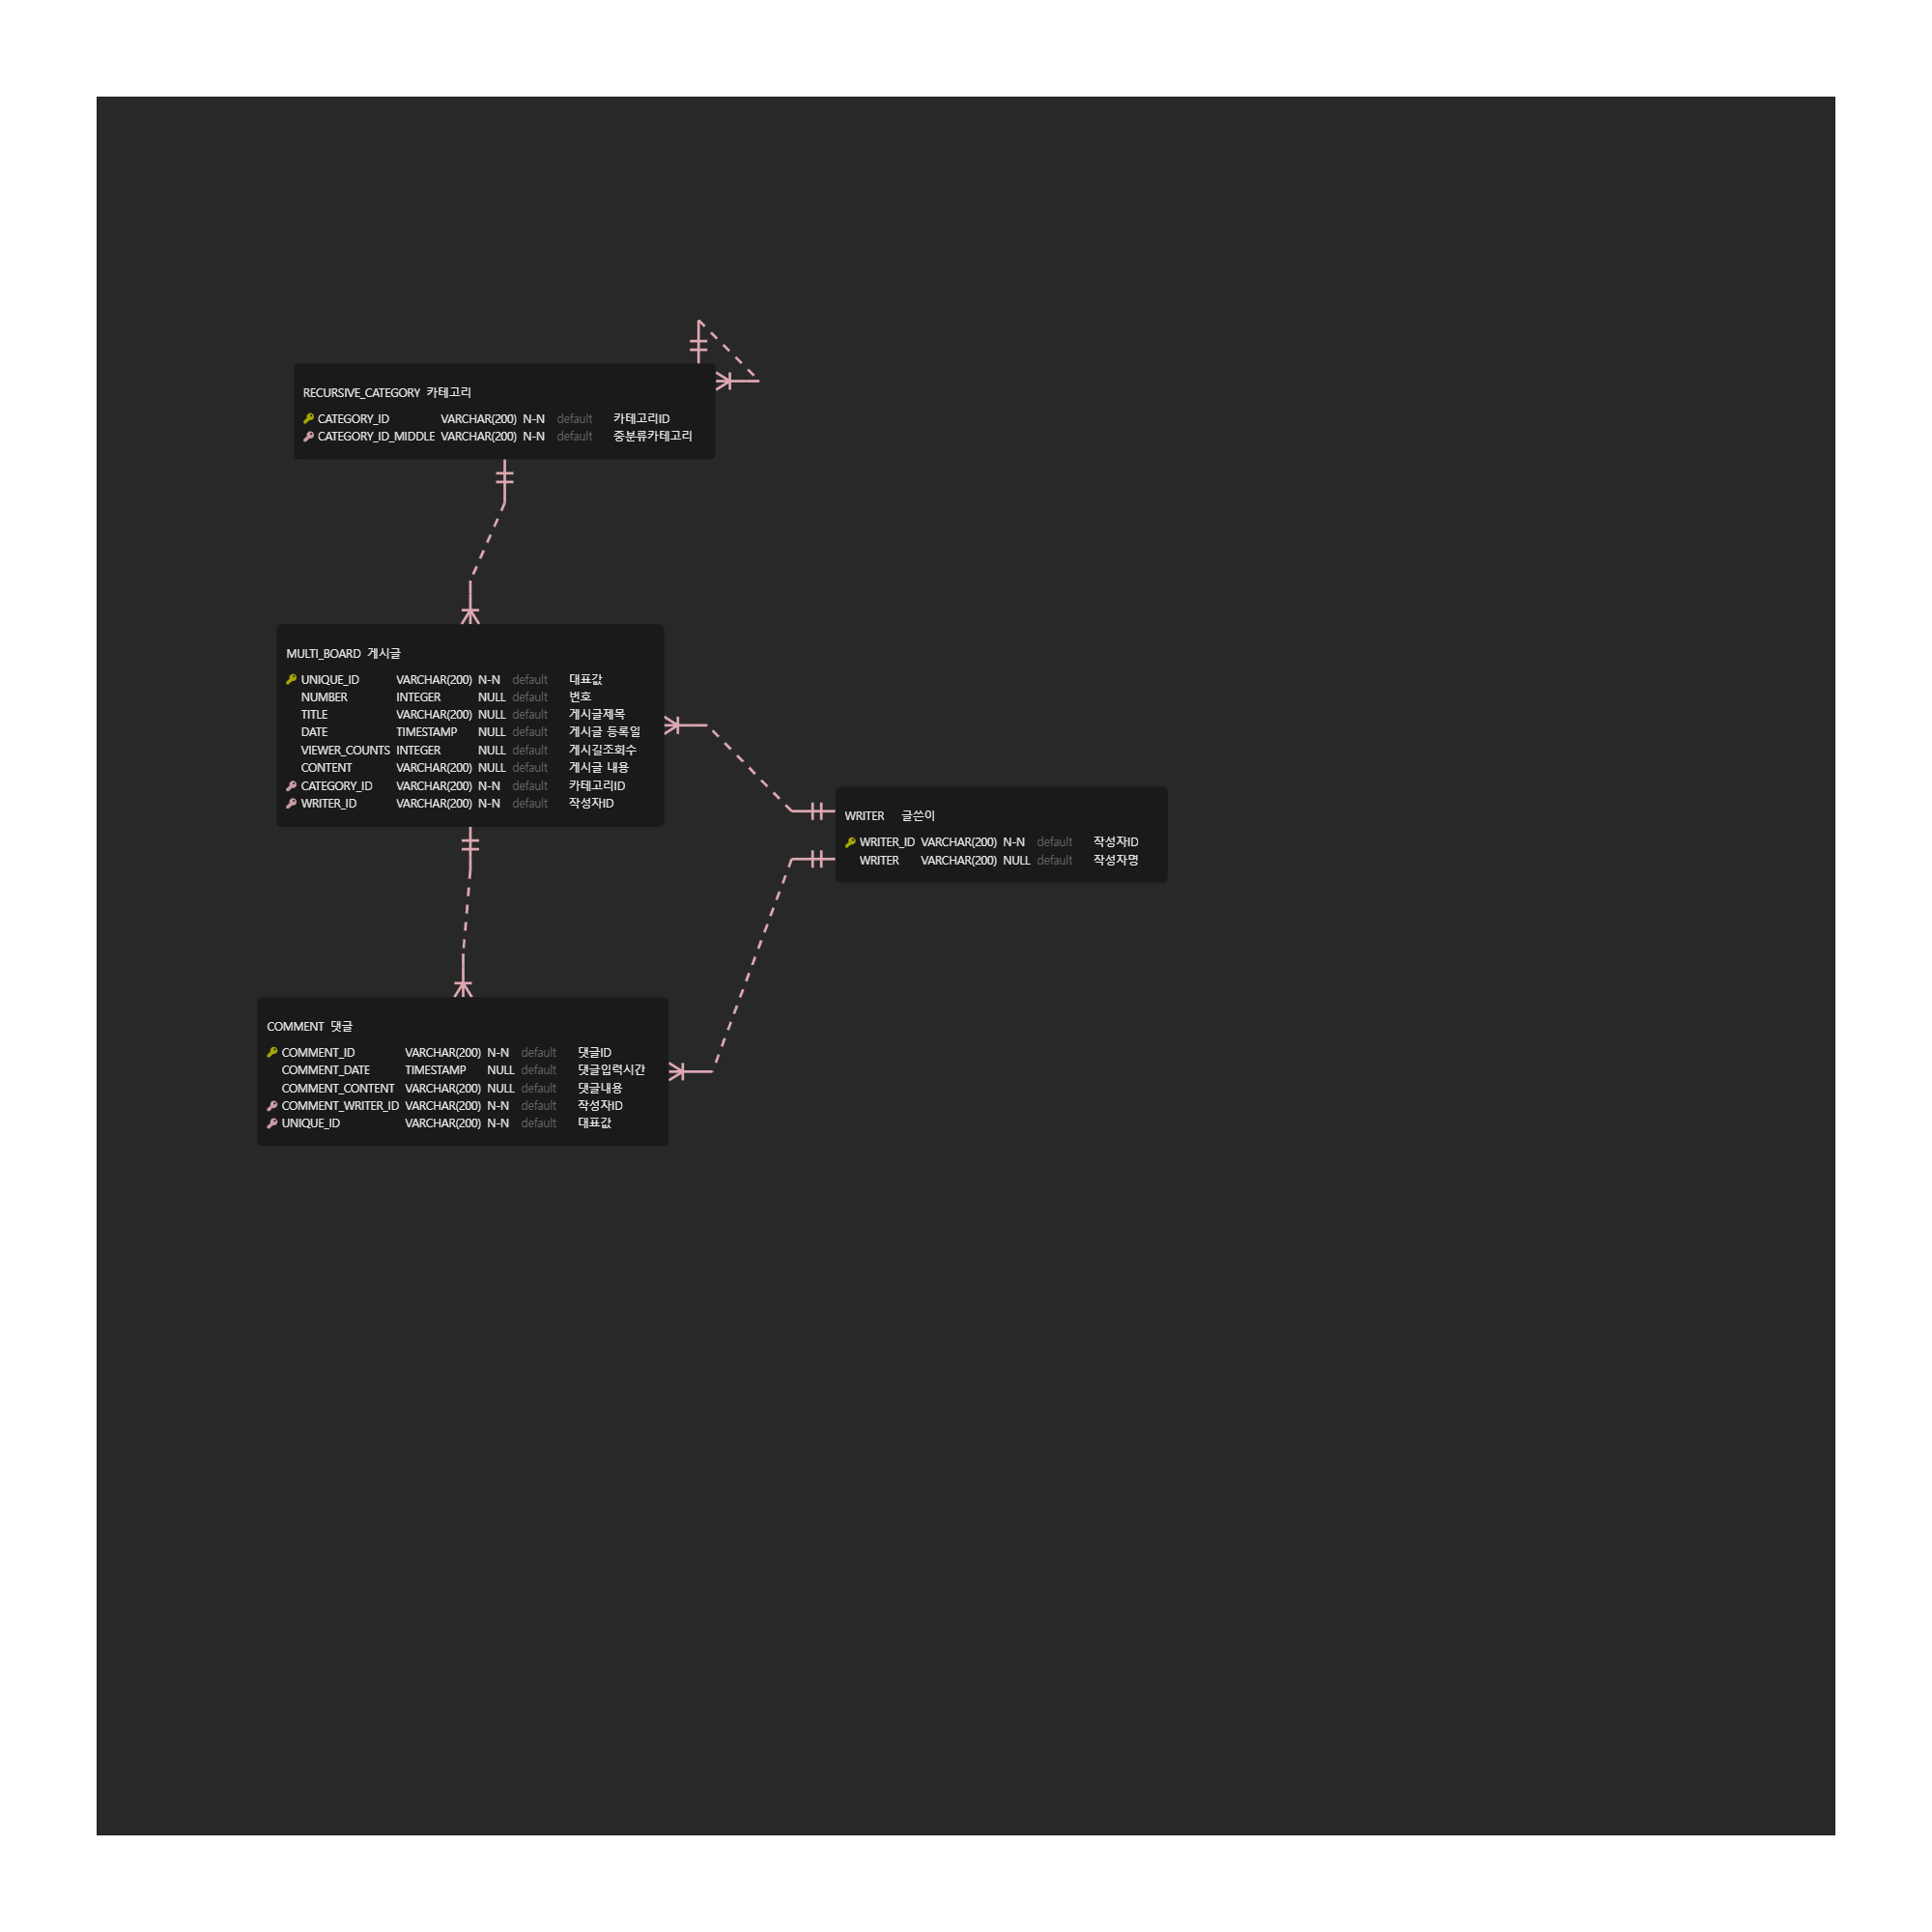 RECURSIVE_CATEGORY 카테고리
CATEGORY_ID VARCHAR(200) N-N default 카테고리ID
CATEGORY_ID_MIDDLE VARCHAR(200) N-N default 중분류카테고리
MULTI_BOARD 게시글
UNIQUE_ID VARCHAR(200) N-N default 대표값
NUMBER INTEGER NULL default 번호
TITLE VARCHAR(200) NULL default 게시글제목
DATE TIMESTAMP NULL default 게시글 등록일
VIEWER_COUNTS INTEGER NULL default 게시길조회수
CONTENT VARCHAR(200) NULL default 게시글 내용
CATEGORY_ID VARCHAR(200) N-N default 카테고리ID
WRITER_ID VARCHAR(200) N-N default 작성자ID
WRITER 글쓴이
WRITER_ID VARCHAR(200) N-N default 작성자ID
WRITER VARCHAR(200) NULL default 작성자명
COMMENT 댓글
COMMENT_ID VARCHAR(200) N-N default 댓글ID
COMMENT_DATE TIMESTAMP NULL default 댓글입력시간
COMMENT_CONTENT VARCHAR(200) NULL default 댓글내용
COMMENT_WRITER_ID VARCHAR(200) N-N default 작성자ID
UNIQUE_ID VARCHAR(200) N-N default 대표값